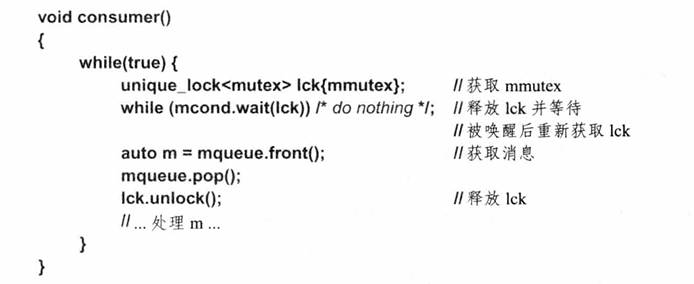 void consumer()
{
while(true) {
unique_lock<mutex> lck{mmutex}; // 获取 mmutex
while (mcond.wait(lck)) /* do nothing */; // 释放 lck 并等待
// 被唤醒后重新获取 lck
auto m = mqueue.front(); // 获取消息
mqueue.pop();
lck.unlock(); // 释放 lck
// ... 处理 m ...
}
}